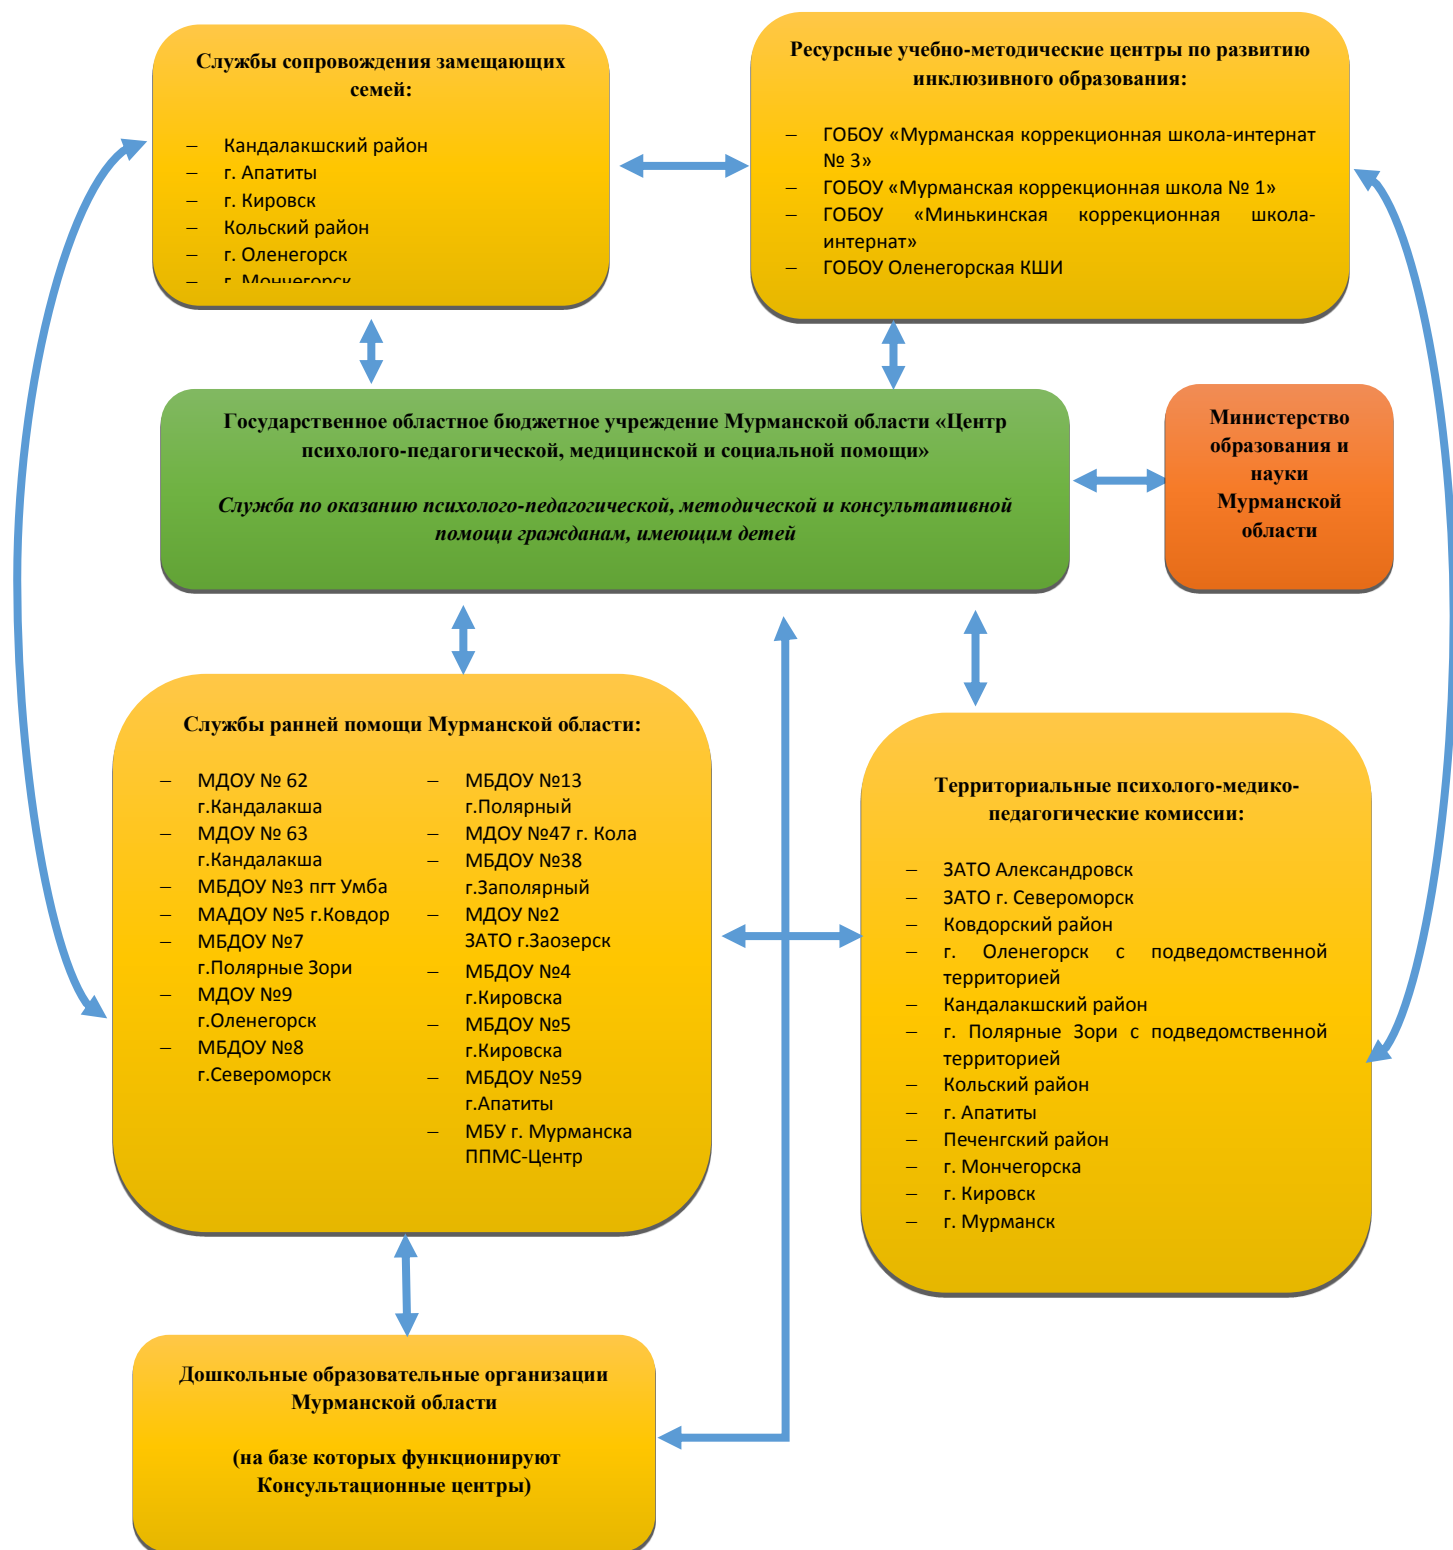 Службы сопровождения замещающих
семей:
– Кандалакшский район
– г. Апатиты
– г. Кировск
– Кольский район
– г. Оленегорск
– г. Мончегорск
Ресурсные учебно-методические центры по развитию
инклюзивного образования:
– ГОБОУ «Мурманская коррекционная школа-интернат
№ 3»
– ГОБОУ «Мурманская коррекционная школа № 1»
– ГОБОУ «Минькинская коррекционная школа-
интернат»
– ГОБОУ Оленегорская КШИ
Государственное областное бюджетное учреждение Мурманской области «Центр
психолого-педагогической, медицинской и социальной помощи»
Служба по оказанию психолого-педагогической, методической и консультативной
помощи гражданам, имеющим детей
Министерство
образования и
науки
Мурманской
области
Службы ранней помощи Мурманской области:
– МДОУ № 62
г.Кандалакша
– МДОУ № 63
г.Кандалакша
– МБДОУ №3 пгт Умба
– МАДОУ №5 г.Ковдор
– МБДОУ №7
г.Полярные Зори
– МДОУ №9
г.Оленегорск
– МБДОУ №8
г.Североморск
– МБДОУ №13
г.Полярный
– МДОУ №47 г. Кола
– МБДОУ №38
г.Заполярный
– МДОУ №2
ЗАТО г.Заозерск
– МБДОУ №4
г.Кировска
– МБДОУ №5
г.Кировска
– МБДОУ №59
г.Апатиты
– МБУ г. Мурманска
ППМС-Центр
Территориальные психолого-медико-
педагогические комиссии:
– ЗАТО Александровск
– ЗАТО г. Североморск
– Ковдорский район
– г. Оленегорск с подведомственной
территорией
– Кандалакшский район
– г. Полярные Зори с подведомственной
территорией
– Кольский район
– г. Апатиты
– Печенгский район
– г. Мончегорска
– г. Кировск
– г. Мурманск
Дошкольные образовательные организации
Мурманской области
(на базе которых функционируют
Консультационные центры)